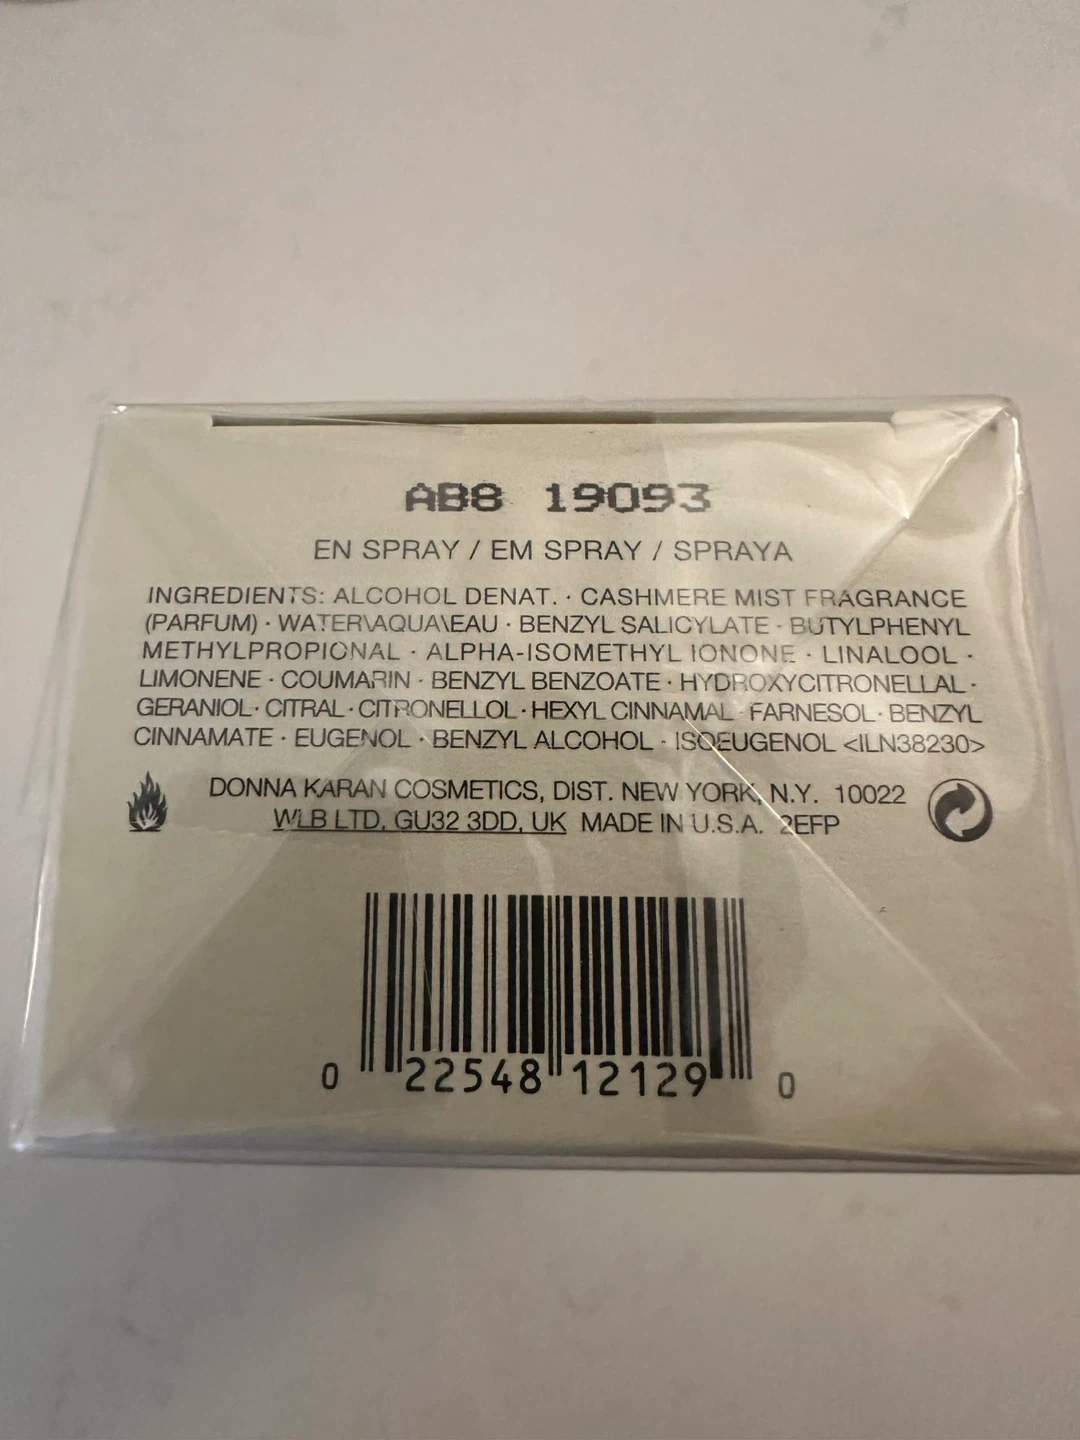 AB8 19093
EN SPRAY / EM SPRAY / SPRAYA
INGREDIENTS: ALCOHOL DENAT. · CASHMERE MIST FRAGRANCE
(PARFUM) · WATER\AQUA\EAU · BENZYL SALICYLATE · BUTYLPHENYL
METHYLPROPIONAL · ALPHA-ISOMETHYL IONONE · LINALOOL ·
LIMONENE · COUMARIN · BENZYL BENZOATE · HYDROXYCITRONELLAL ·
GERANIOL · CITRAL · CITRONELLOL · HEXYL CINNAMAL · FARNESOL · BENZYL
CINNAMATE · EUGENOL · BENZYL ALCOHOL · ISOEUGENOL <ILN38230>
DONNA KARAN COSMETICS, DIST. NEW YORK, N.Y. 10022
WLB LTD, GU32 3DD, UK MADE IN U.S.A. 2EFP
0 22548 12129 0